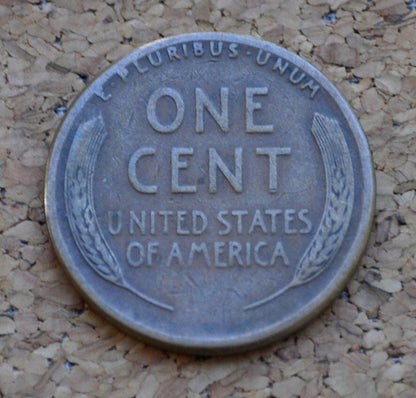 E·PLURIBUS·UNUM
ONE
CENT
UNITED STATES
OF AMERICA